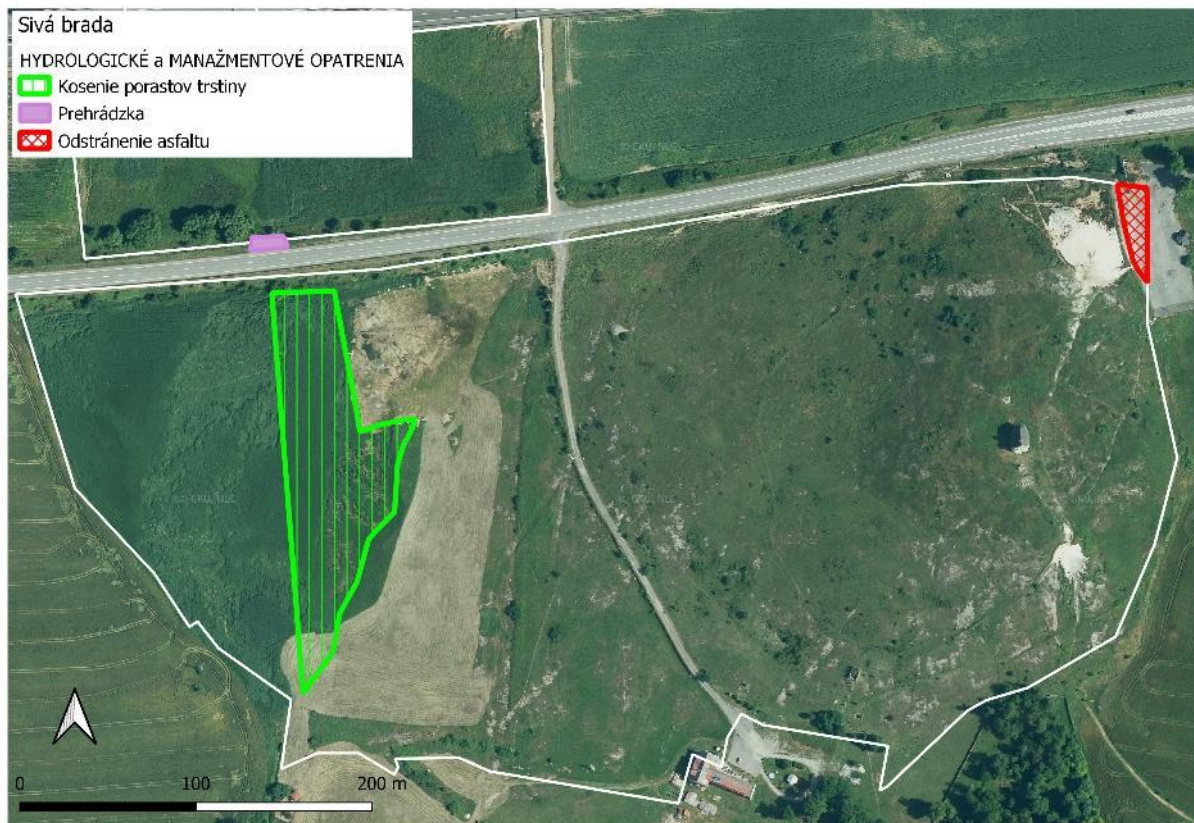 Sivá brada
HYDROLOGICKÉ a MANAŽMENTOVÉ OPATRENIA
Kosenie porastov trstiny
Prehrádzka
Odstránenie asfaltu
0
100
200 m